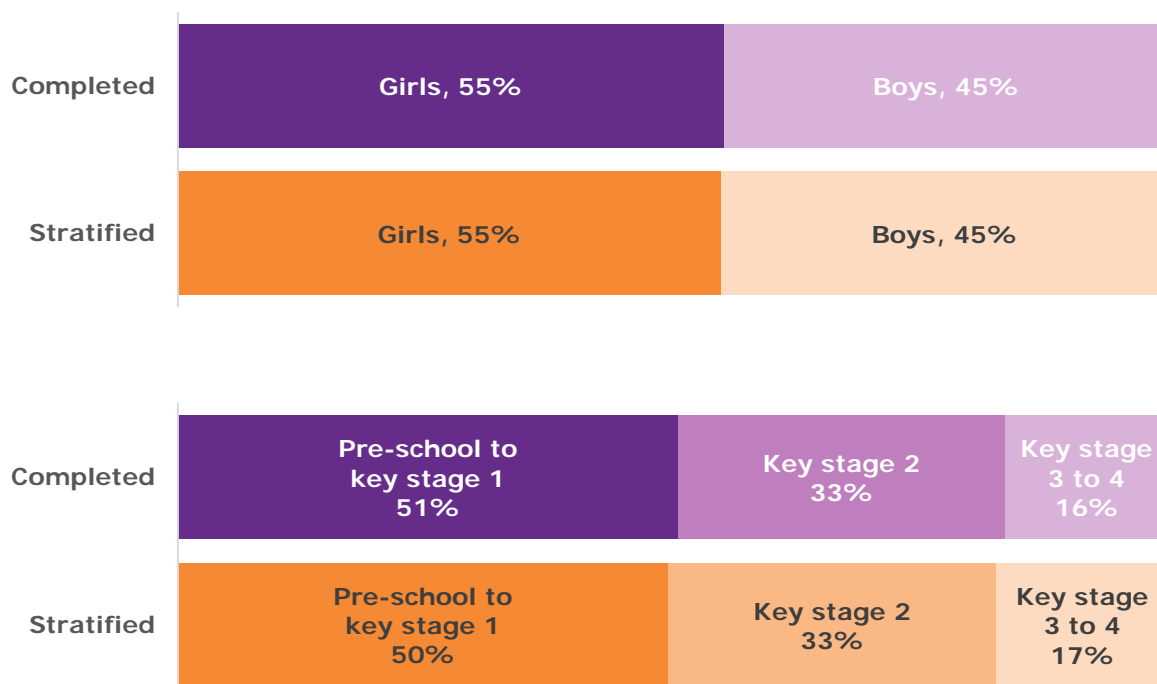 Completed
Girls, 55%
Boys, 45%
Stratified
Girls, 55%
Boys, 45%
Completed
Pre-school to
key stage 1
51%
Key stage 2
33%
Key stage
3 to 4
16%
Stratified
Pre-school to
key stage 1
50%
Key stage 2
33%
Key stage
3 to 4
17%